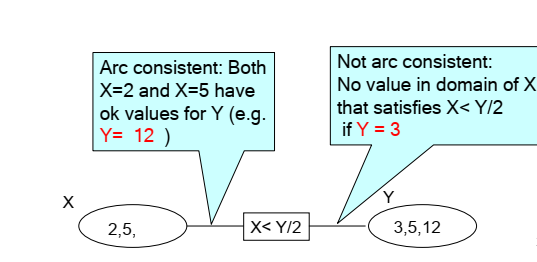 Arc consistent: Both
X=2 and X=5 have
ok values for Y (e.g.
Y= 12 )
Not arc consistent:
No value in domain of X
that satisfies X< Y/2
if Y = 3
X
Y
2,5,
X< Y/2
3,5,12